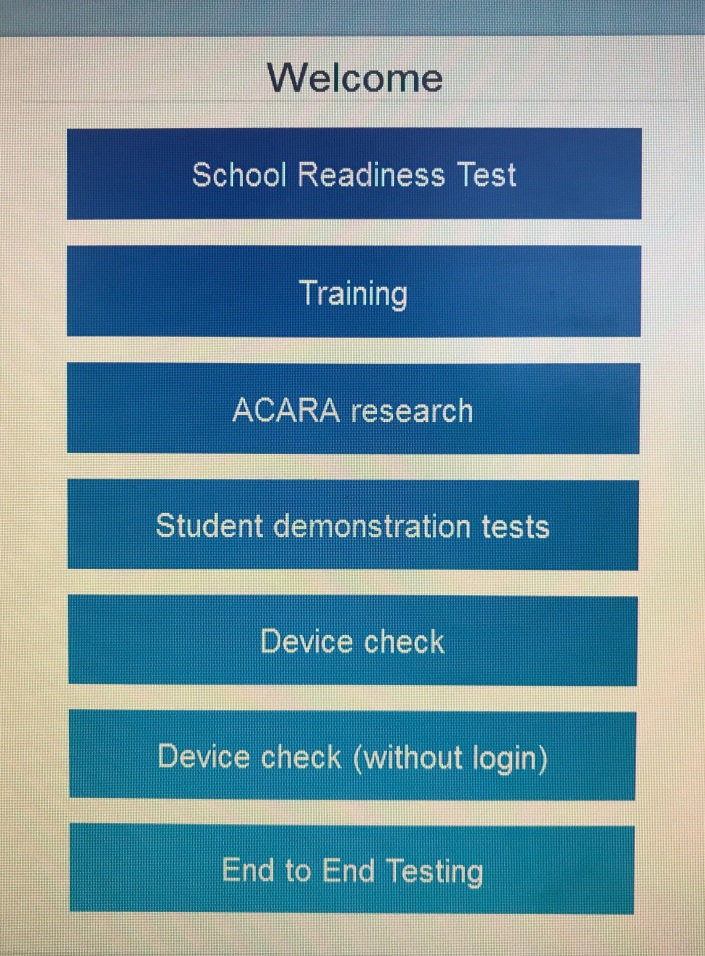 Welcome
School Readiness Test
Training
ACARA research
Student demonstration tests
Device check
Device check (without login)
End to End Testing